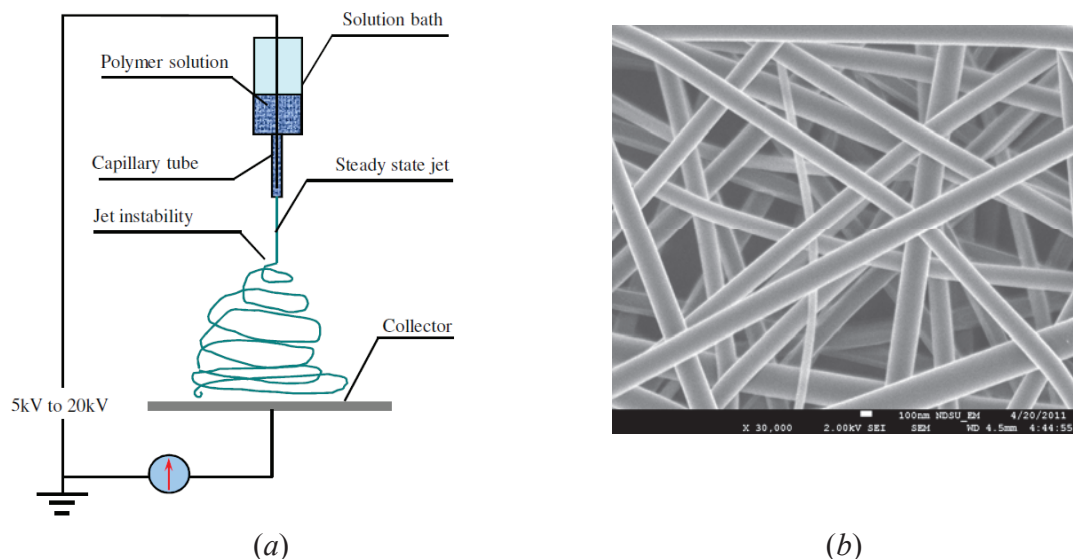 Solution bath
Polymer solution
Capillary tube
Steady state jet
Jet instability
Collector
5kV to 20kV
100nm NDSU_EM 4/20/2011
X 30,000 2.00kV SEI SEM WD 4.5mm 4:44:55
(a)
(b)